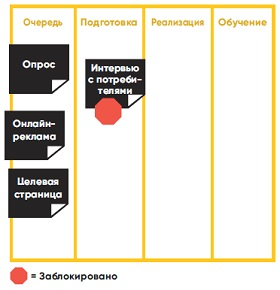 Очередь
Подготовка
Реализация
Обучение
Опрос
Онлайн-
реклама
Целевая
страница
Интервью
с потреби-
телями
= Заблокировано